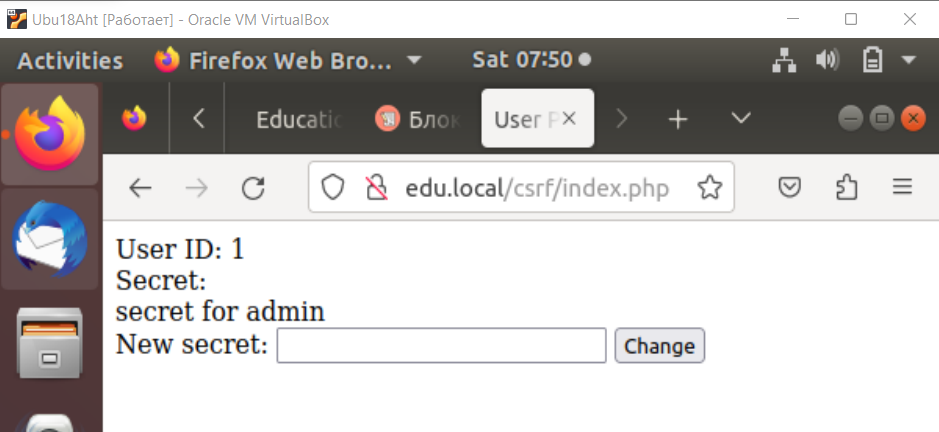 Ubu18Aht [Работает] - Oracle VM VirtualBox
Activities Firefox Web Bro... Sat 07:50
Educatic Блок User P
edu.local/csrf/index.php
User ID: 1
Secret:
secret for admin
New secret: Change